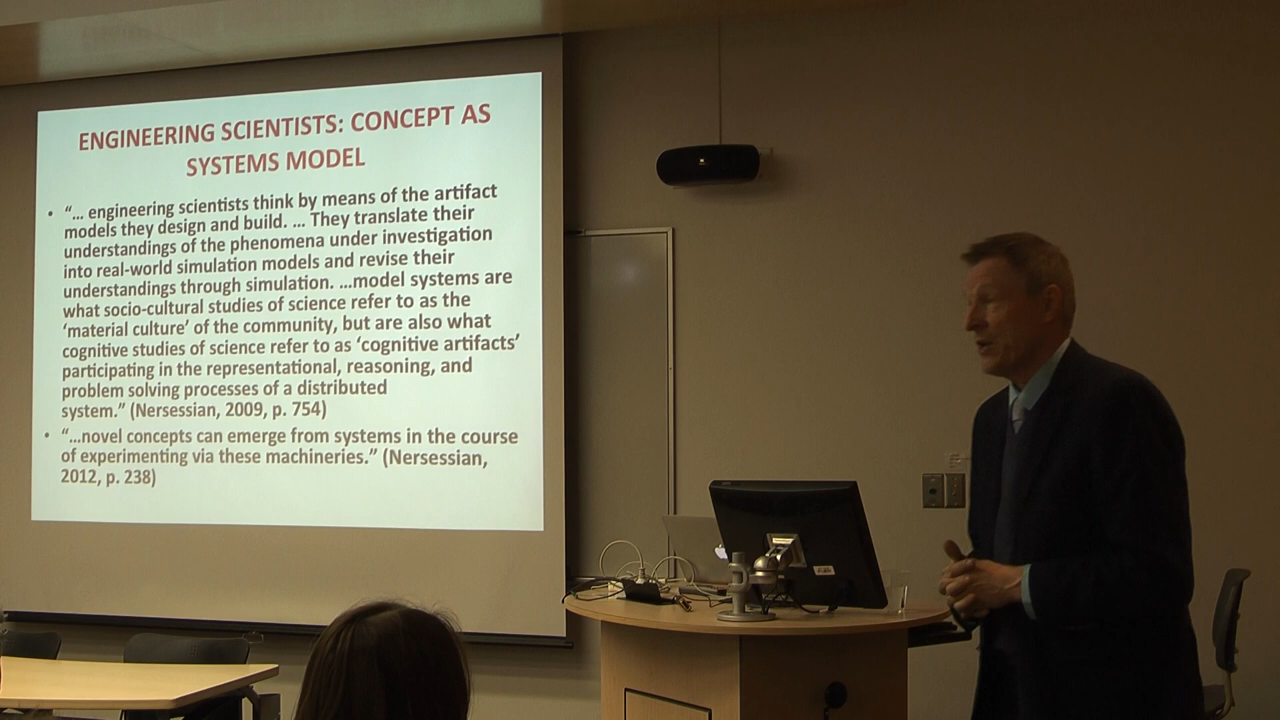 ENGINEERING SCIENTISTS: CONCEPT AS
SYSTEMS MODEL
• “... engineering scientists think by means of the artifact
models they design and build. ... They translate their
understandings of the phenomena under investigation
into real-world simulation models and revise their
understandings through simulation. ...model systems are
what socio-cultural studies of science refer to as the
‘material culture’ of the community, but are also what
cognitive studies of science refer to as ‘cognitive artifacts’
participating in the representational, reasoning, and
problem solving processes of a distributed
system.” (Nersessian, 2009, p. 754)
• “...novel concepts can emerge from systems in the course
of experimenting via these machineries.” (Nersessian,
2012, p. 238)